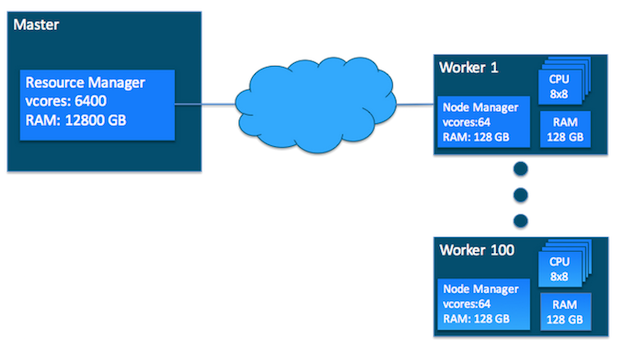 Master
Resource Manager
vcores: 6400
RAM: 12800 GB
Worker 1
CPU
8x8
Node Manager
vcores:64
RAM: 128 GB
RAM
128 GB
Worker 100
CPU
8x8
Node Manager
vcores:64
RAM: 128 GB
RAM
128 GB